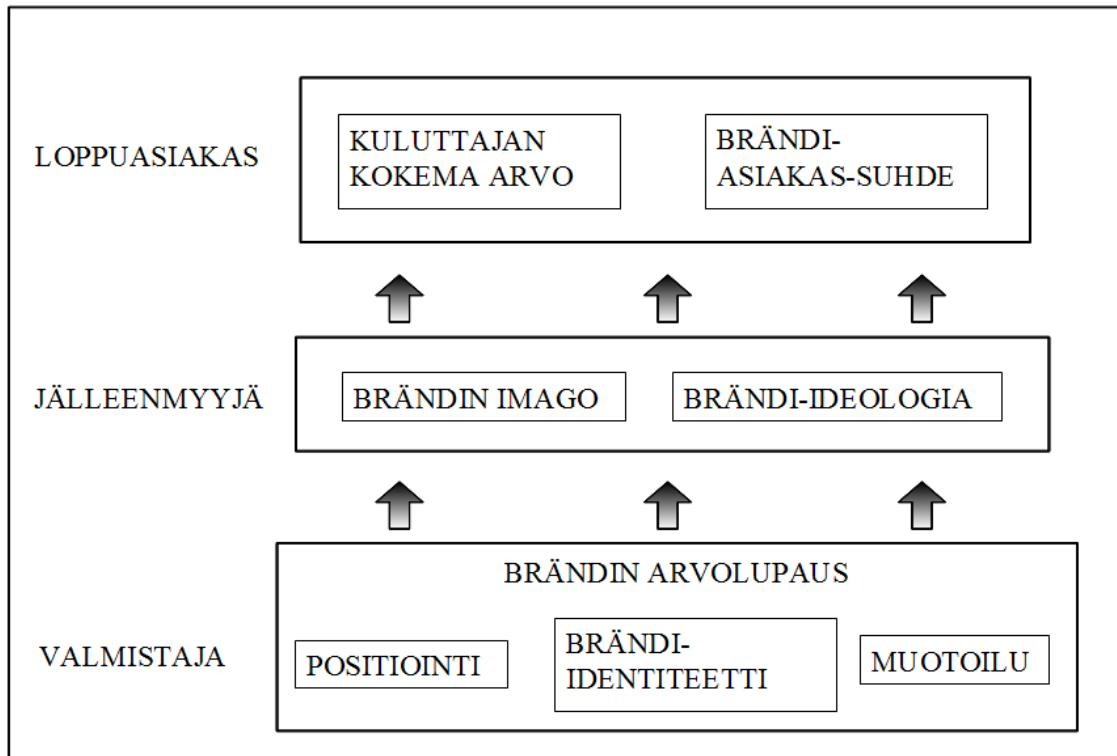 LOPPUASIAKAS
KULUTTAJAN
KOKEMA ARVO
BRÄNDI-
ASIAKAS-SUHDE
JÄLLEENMYYJÄ
BRÄNDIN IMAGO
BRÄNDI-IDEOLOGIA
BRÄNDIN ARVOLUPAUS
VALMISTAJA
POSITIOINTI
BRÄNDI-
IDENTITEETTI
MUOTOILU